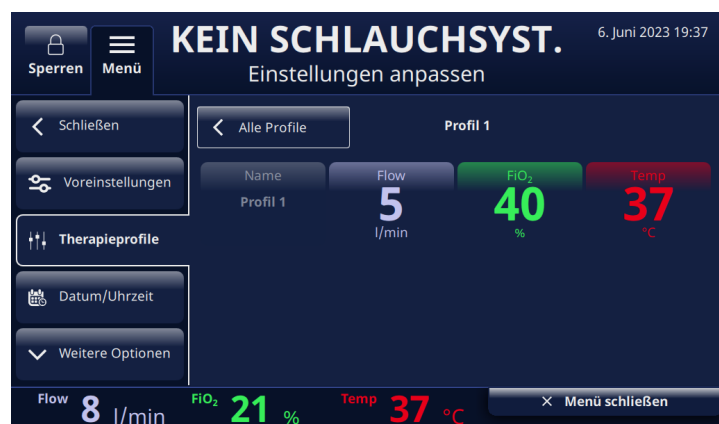 KEIN SCHLAUCHSYST.
6. Juni 2023 19:37
Sperren
Menü
Einstellungen anpassen
Schließen
Alle Profile
Profil 1
Voreinstellungen
Name
Flow
FiO₂
Temp
Profil 1
5
40
37
l/min
%
°C
Therapieprofile
Datum/Uhrzeit
Weitere Optionen
Flow 8 l/min
FiO₂ 21 %
Temp 37 °C
Menü schließen